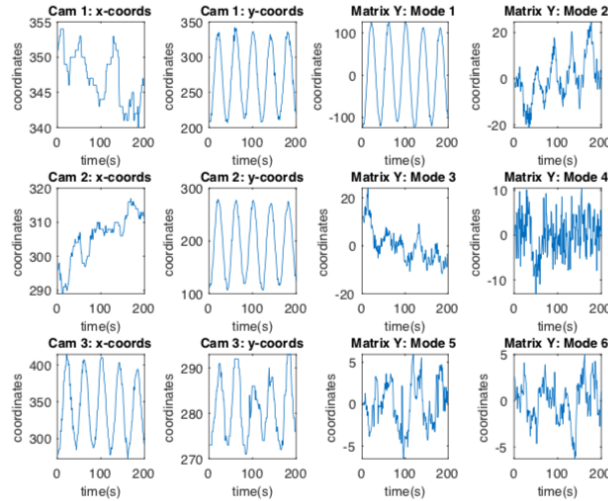 Cam 1: x-coords Cam 1: y-coords Matrix Y: Mode 1 Matrix Y: Mode 2
coordinates coordinates coordinates coordinates
355 350 345 340
350 300 250 200
100 0 -100
20 0 -20
0 100 200 0 100 200 0 100 200 0 100 200
time(s) time(s) time(s) time(s)
Cam 2: x-coords Cam 2: y-coords Matrix Y: Mode 3 Matrix Y: Mode 4
coordinates coordinates coordinates coordinates
320 310 300 290
300 200 100
20 0 -20
10 0 -10
0 100 200 0 100 200 0 100 200 0 100 200
time(s) time(s) time(s) time(s)
Cam 3: x-coords Cam 3: y-coords Matrix Y: Mode 5 Matrix Y: Mode 6
coordinates coordinates coordinates coordinates
400 350 300
290 280 270
5 0 -5
5 0 -5
0 100 200 0 100 200 0 100 200 0 100 200
time(s) time(s) time(s) time(s)